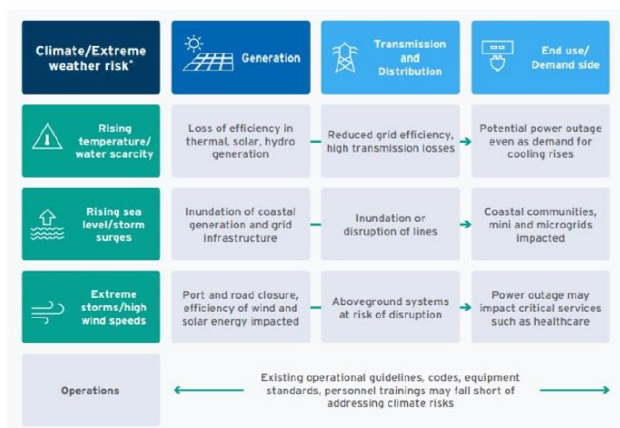 Climate/Extreme
weather risk*
Generation
Transmission
and
Distribution
End use/
Demand side
Rising
temperature/
water scarcity
Loss of efficiency in
thermal, solar, hydro
generation
Reduced grid efficiency,
high transmission losses
Potential power outage
even as demand for
cooling rises
Rising sea
level/storm
surges
Inundation of coastal
generation and grid
infrastructure
Inundation or
disruption of lines
Coastal communities,
mini and microgrids
impacted
Extreme
storms/high
wind speeds
Port and road closure,
efficiency of wind and
solar energy impacted
Aboveground systems
at risk of disruption
Power outage may
impact critical services
such as healthcare
Operations
Existing operational guidelines, codes, equipment
standards, personnel trainings may fall short of
addressing climate risks